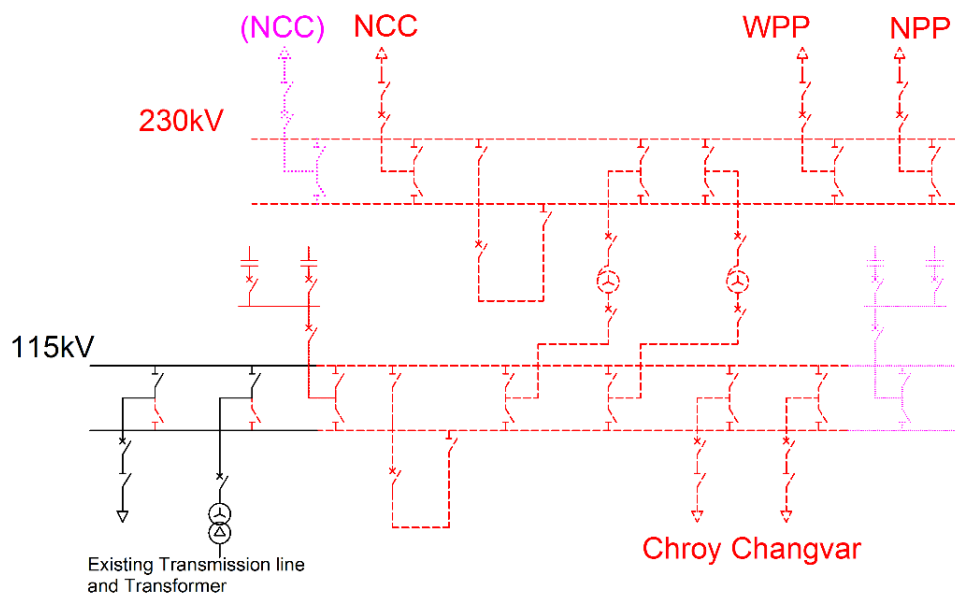 (NCC) NCC WPP NPP
230kV
115kV
Chroy Changvar
Existing Transmission line
and Transformer